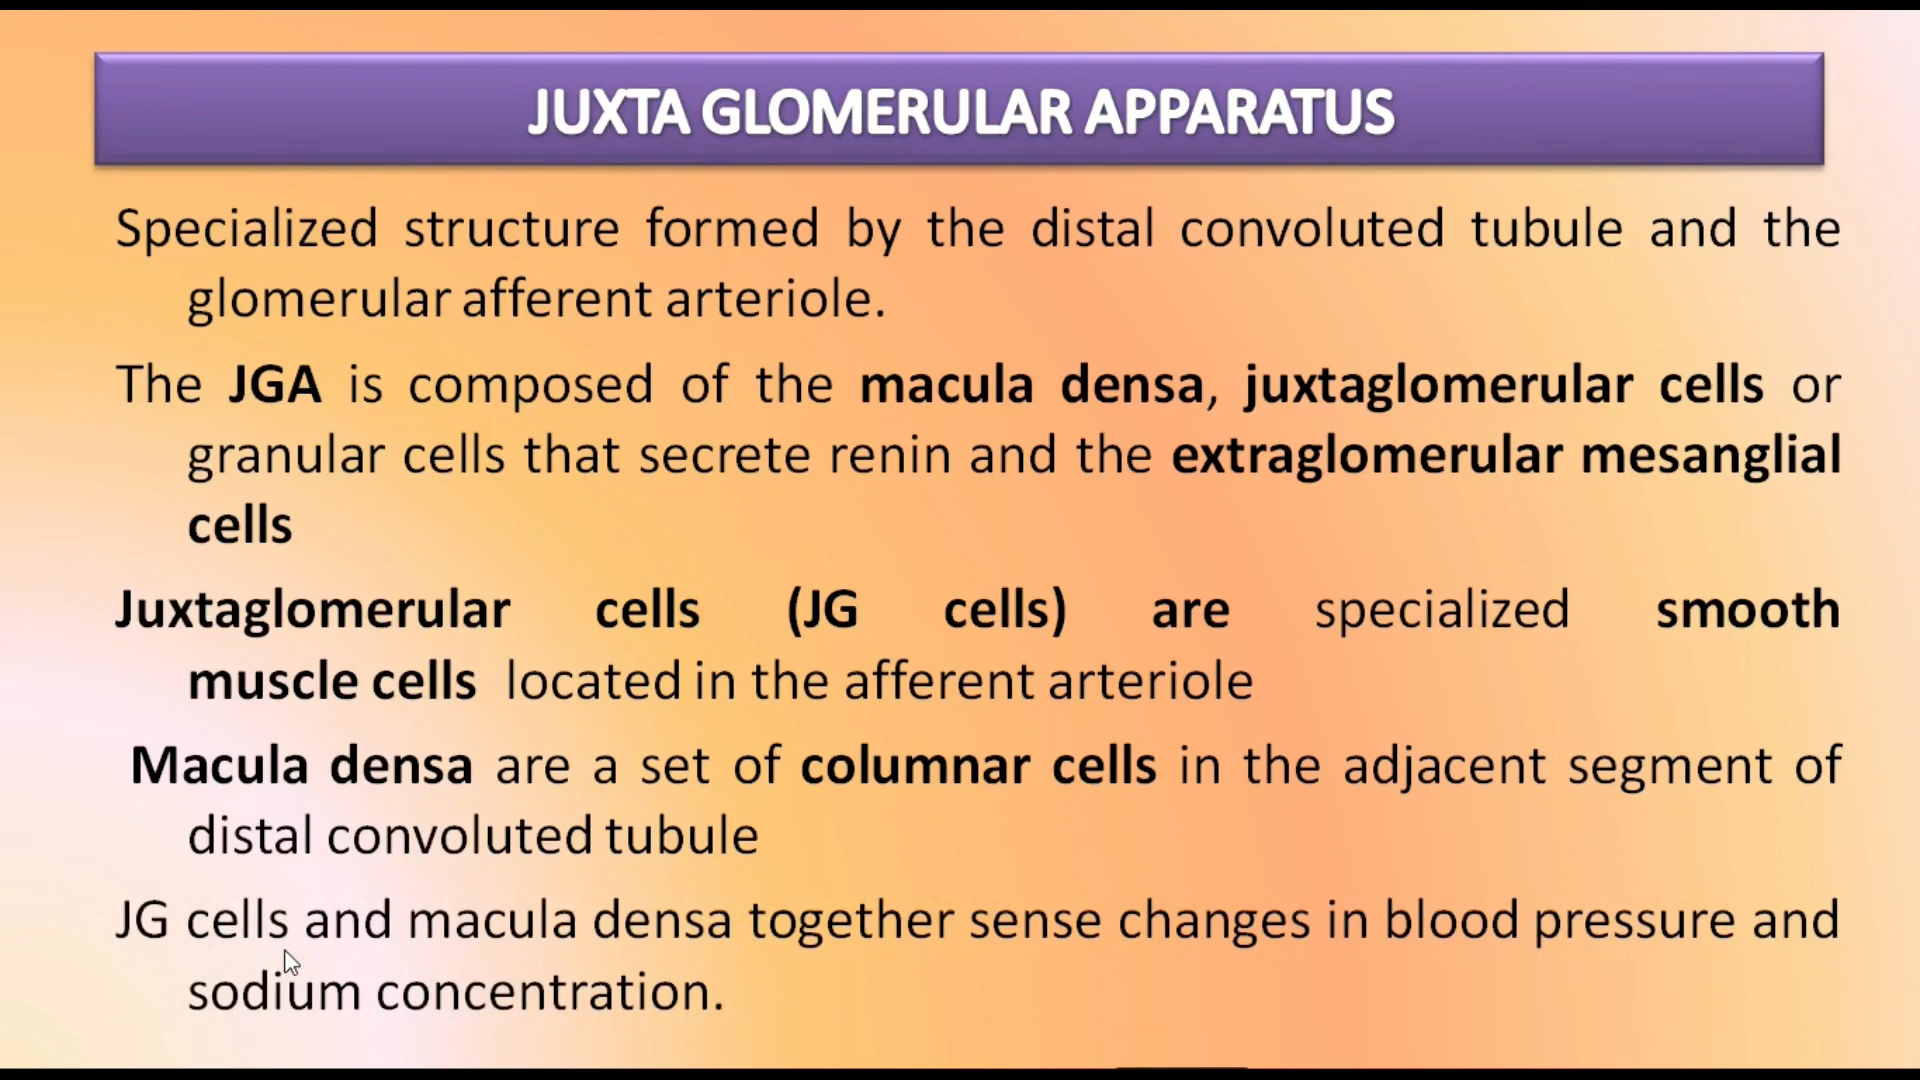 JUXTA GLOMERULAR APPARATUS
Specialized structure formed by the distal convoluted tubule and the
glomerular afferent arteriole.
The JGA is composed of the macula densa, juxtaglomerular cells or
granular cells that secrete renin and the extraglomerular mesanglial
cells
Juxtaglomerular cells (JG cells) are specialized smooth
muscle cells located in the afferent arteriole
Macula densa are a set of columnar cells in the adjacent segment of
distal convoluted tubule
JG cells and macula densa together sense changes in blood pressure and
sodium concentration.